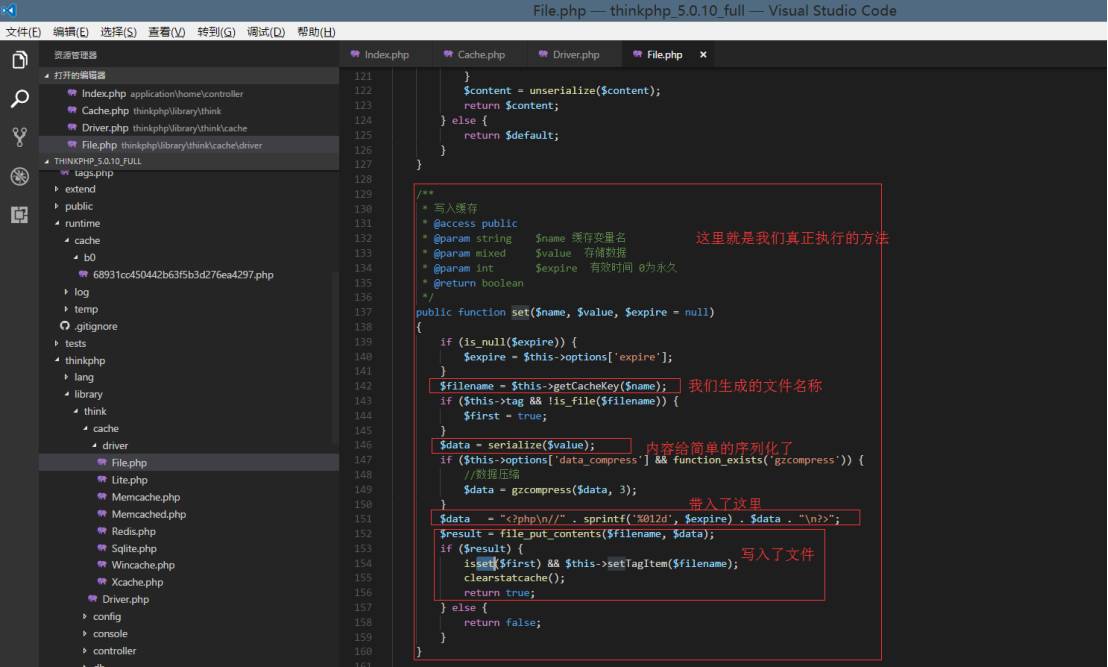 File.php — thinkphp_5.0.10_full — Visual Studio Code
文件(F) 编辑(E) 选择(S) 查看(V) 转到(G) 调试(D) 帮助(H)
资源管理器
打开的编辑器
Index.php application\home\controller
Cache.php thinkphp\library\think
Driver.php thinkphp\library\think\cache
File.php thinkphp\library\think\cache\driver
THINKPHP_5.0.10_FULL
tags.php
extend
public
runtime
cache
b0
68931cc450442b63f5b3d276ea4297.php
log
temp
.gitignore
tests
thinkphp
lang
library
think
cache
driver
File.php
Lite.php
Memcache.php
Memcached.php
Redis.php
Sqlite.php
Wincache.php
Xcache.php
Driver.php
config
console
controller
db
Index.php Cache.php Driver.php File.php ×
121 }
122 $content = unserialize($content);
123 return $content;
124 } else {
125 return $default;
126 }
127 }
128
129 /**
130 * 写入缓存
131 * @access public
132 * @param string $name 缓存变量名 这里就是我们真正执行的方法
133 * @param mixed $value 存储数据
134 * @param int $expire 有效时间 0为永久
135 * @return boolean
136 */
137 public function set($name, $value, $expire = null)
138 {
139 if (is_null($expire)) {
140 $expire = $this->options['expire'];
141 }
142 $filename = $this->getCacheKey($name); 我们生成的文件名称
143 if ($this->tag && !is_file($filename)) {
144 $first = true;
145 }
146 $data = serialize($value); 内容给简单的序列化了
147 if ($this->options['data_compress'] && function_exists('gzcompress')) {
148 //数据压缩
149 $data = gzcompress($data, 3);
150 } 带入了这里
151 $data = "<?php\n//" . sprintf('%012d', $expire) . $data . "\n?>";
152 $result = file_put_contents($filename, $data);
153 if ($result) { 写入了文件
154 isset($first) && $this->setTagItem($filename);
155 clearstatcache();
156 return true;
157 } else {
158 return false;
159 }
160 }
161